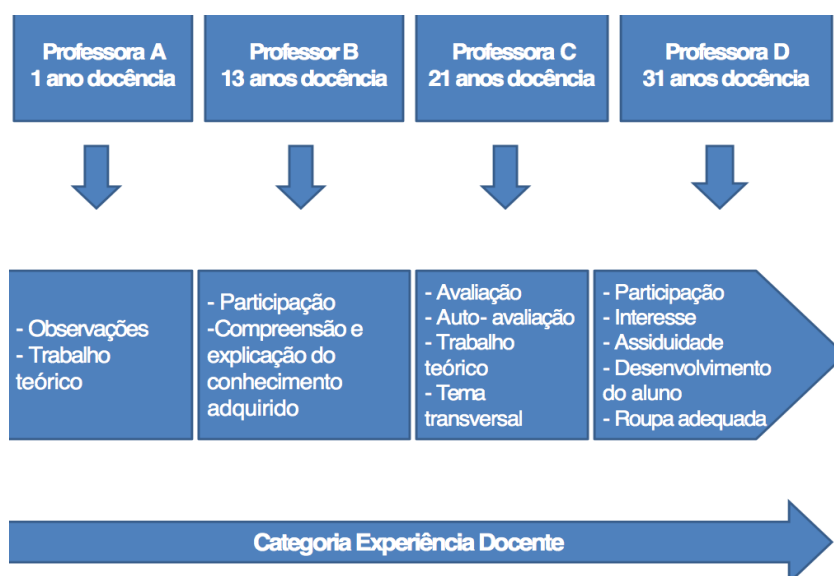 Professora A
1 ano docência
Professor B
13 anos docência
Professora C
21 anos docência
Professora D
31 anos docência
- Observações
- Trabalho
teórico
- Participação
-Compreensão e
explicação do
conhecimento
adquirido
- Avaliação
- Auto- avaliação
- Trabalho
teórico
- Tema
transversal
- Participação
- Interesse
- Assiduidade
- Desenvolvimento
do aluno
- Roupa adequada
Categoria Experiência Docente